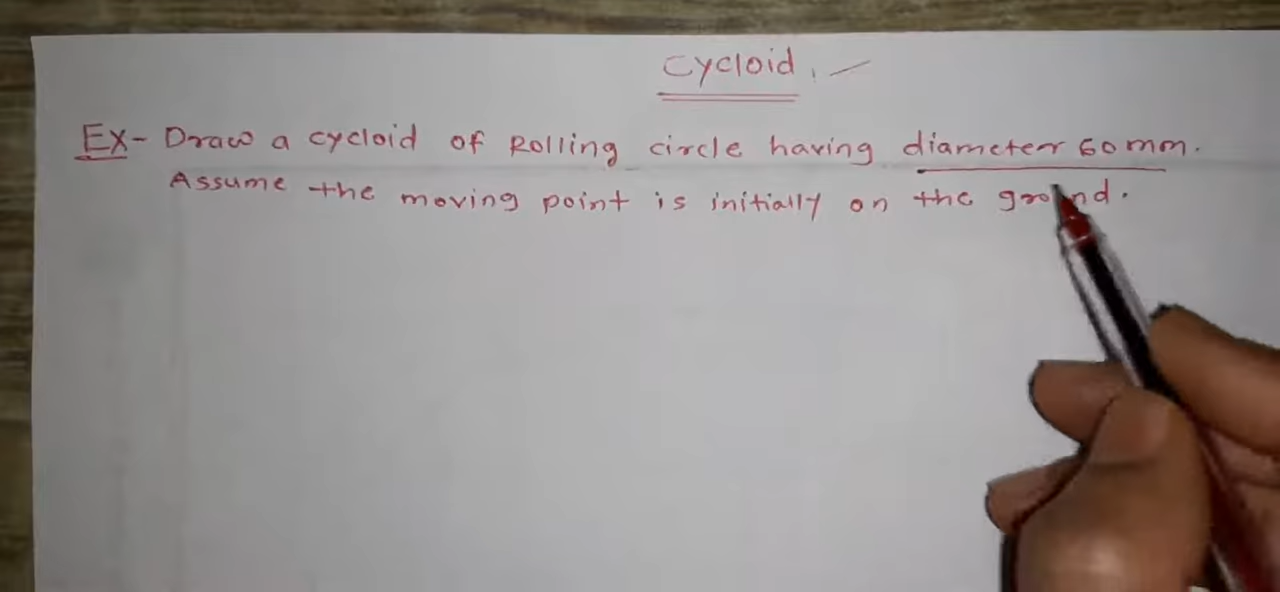 Cycloid.
Ex- Draw a cycloid of Rolling circle having diameter 60mm.
Assume the moving point is initially on the ground.